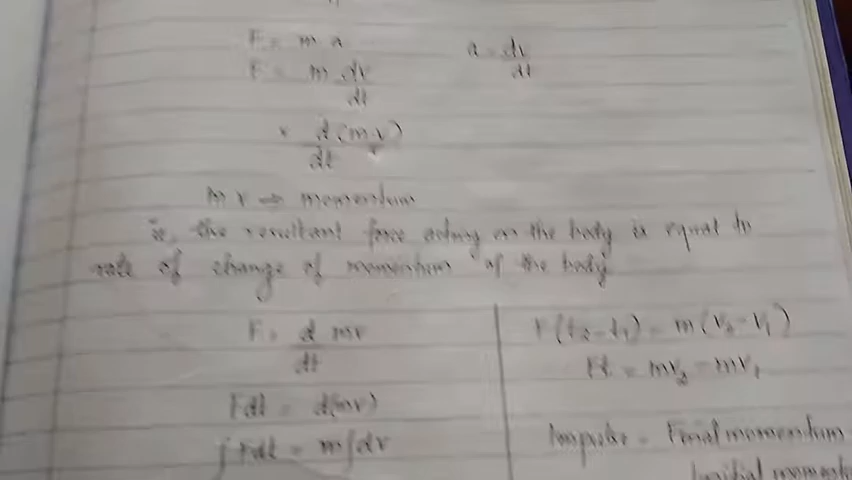 F = m a
a = dv/dt
F = m dv/dt
= d/dt (mv)
mv ⇒ momentum
ie, the resultant force acting on the body is equal to
rate of change of momentum of the body
F = d/dt mv
Fdt = d(mv)
∫Fdt = m∫dv
F(t₂-t₁) = m(v₂-v₁)
Ft = mv₂ - mv₁
Impulse = Final momentum -
Initial